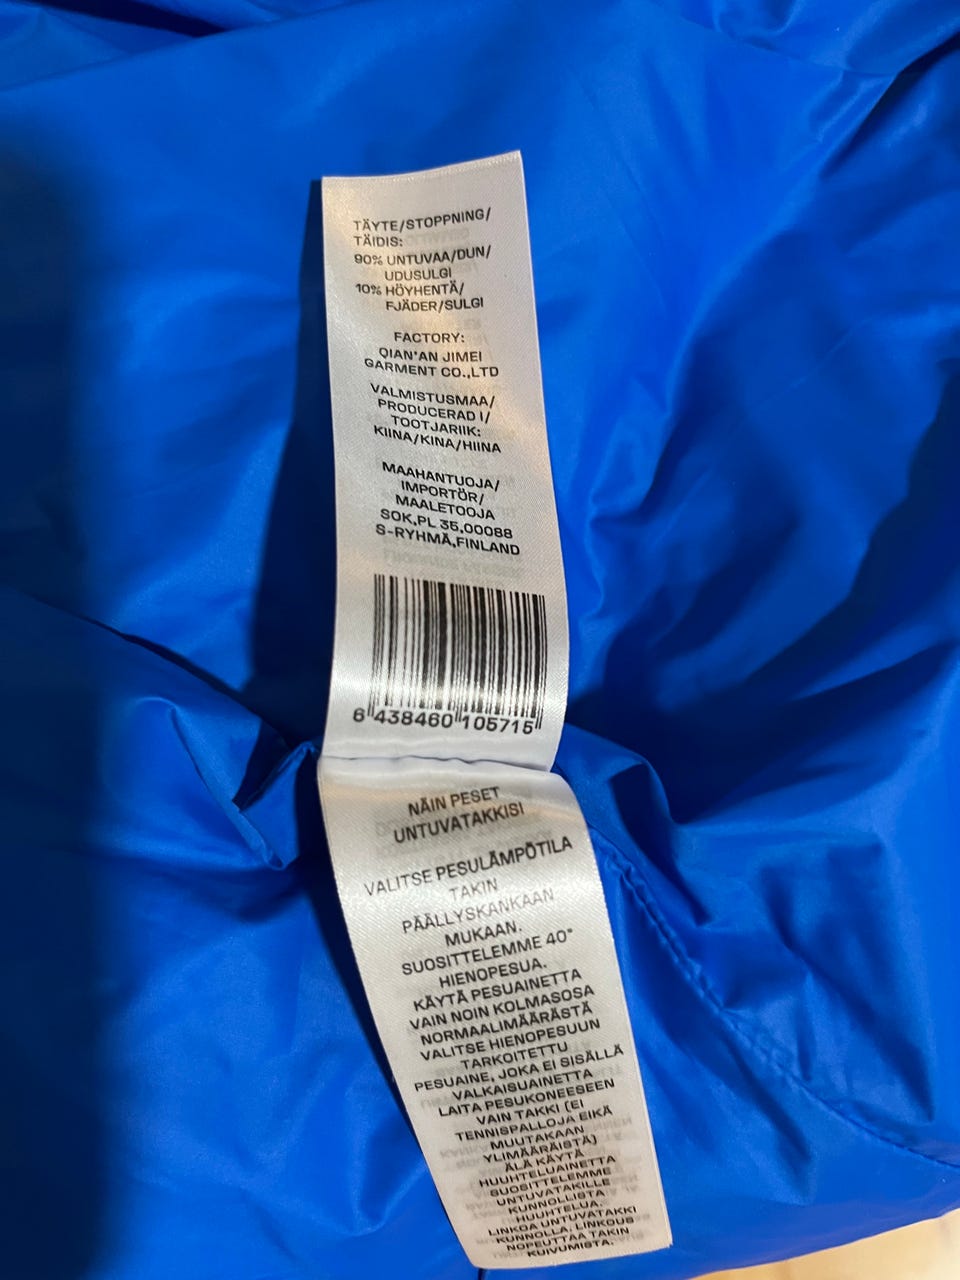 TÄYTE/STOPPNING/
TÄIDIS:
90% UNTUVAA/DUN/
UDUSULGI
10% HÖYHENTÄ/
FJÄDER/SULGI
FACTORY:
QIAN'AN JIMEI
GARMENT CO.,LTD
VALMISTUSMAA/
PRODUCERAD I/
TOOTJARIIK:
KIINA/KINA/HIINA
MAAHANTUOJA/
IMPORTÖR/
MAALETOOJA
SOK,PL 35,00088
S-RYHMÄ,FINLAND
6 438460 105715
NÄIN PESET
UNTUVATAKKISI
VALITSE PESULÄMPÖTILA
TAKIN
PÄÄLLYSKANKAAN
MUKAAN.
SUOSITTELEMME 40°
HIENOPESUA.
KÄYTÄ PESUAINETTA
VAIN NOIN KOLMASOSA
NORMAALIMÄÄRÄSTÄ
VALITSE HIENOPESUUN
TARKOITETTU
PESUAINE, JOKA EI SISÄLLÄ
VALKAISUAINETTA
LAITA PESUKONEESEEN
VAIN TAKKI (EI
TENNISPALLOJA EIKÄ
MUUTAKAAN
YLIMÄÄRÄISTÄ)
ÄLÄ KÄYTÄ
HUUHTELUAINETTA
SUOSITTELEMME
UNTUVATAKILLE
KUNNOLLISTA
HUUHTELUA.
LINKOA UNTUVATAKKI
KUNNOLLA. LINKOUS
NOPEUTTAA TAKIN
KUIVUMISTA.